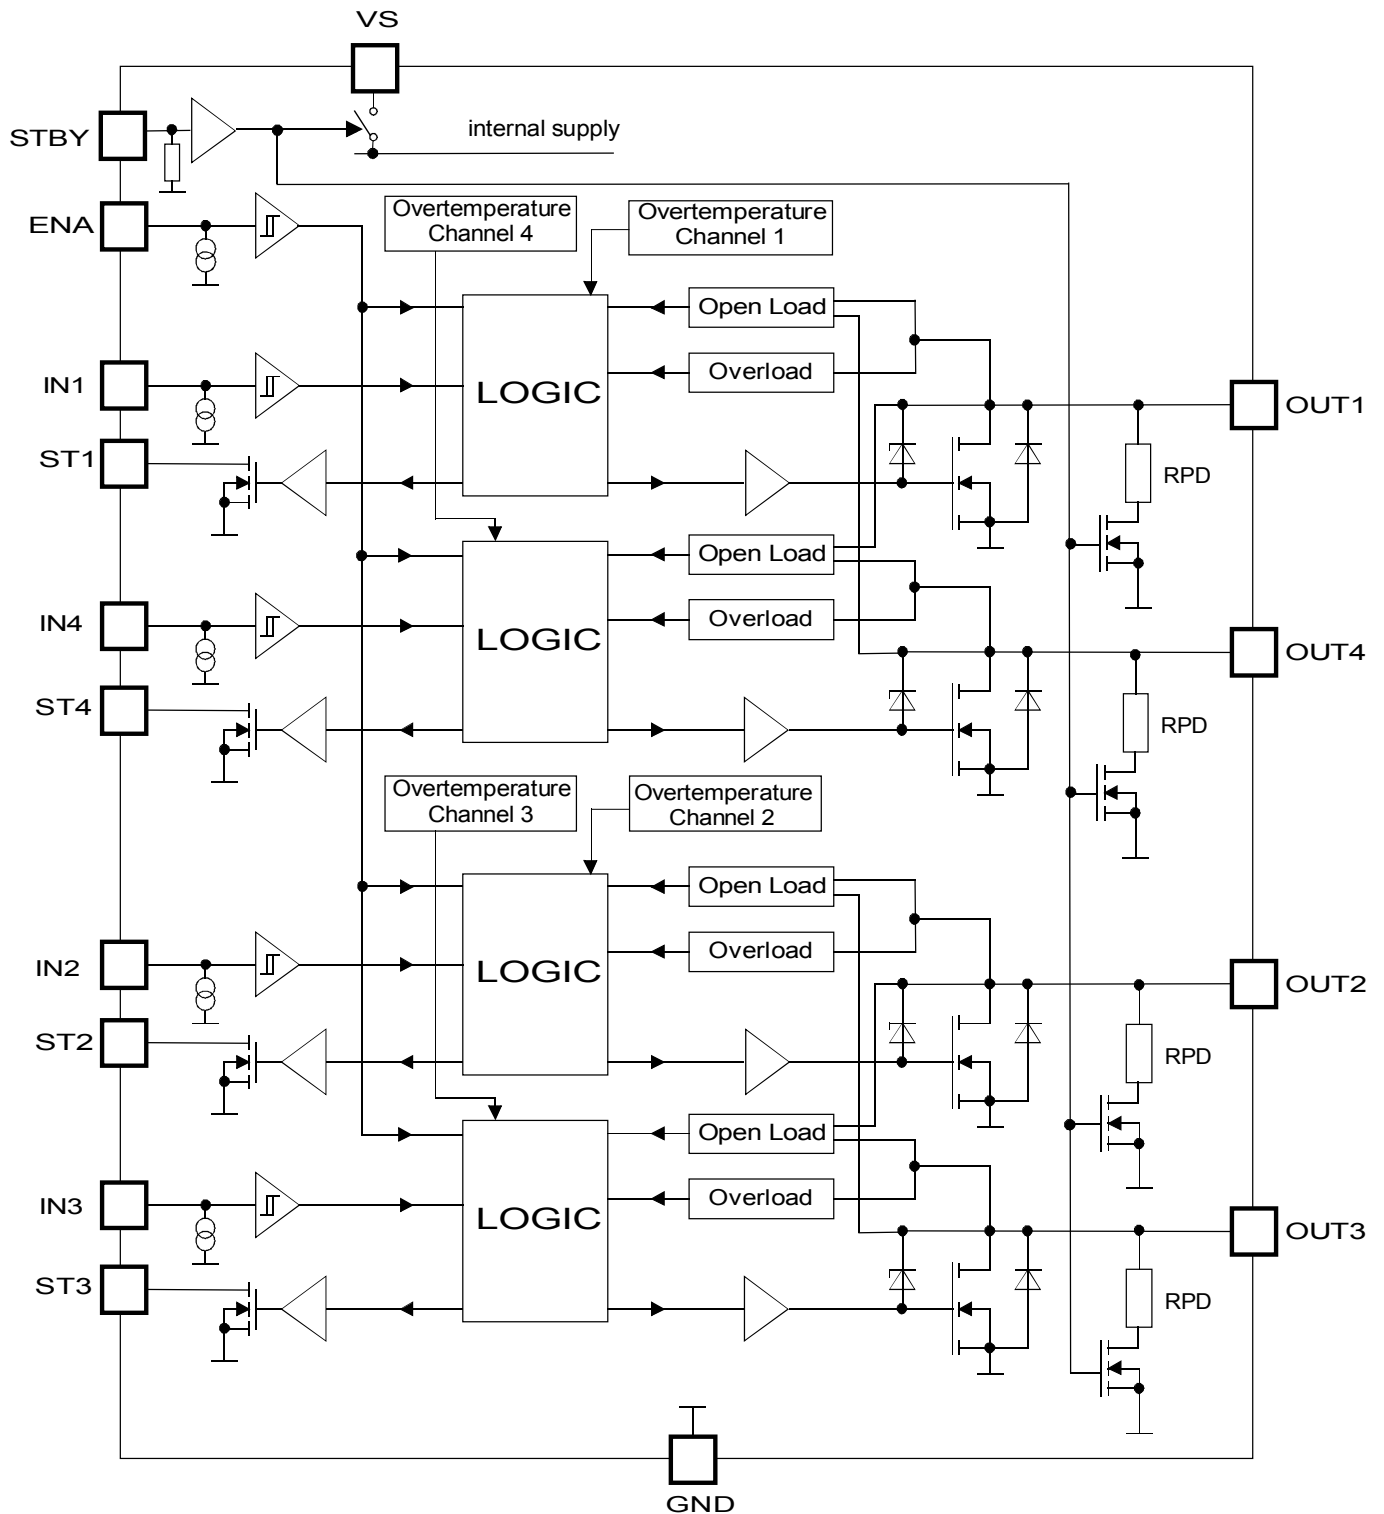 VS
STBY
internal supply
ENA
Overtemperature
Channel 4
Overtemperature
Channel 1
Open Load
IN1
LOGIC
Overload
OUT1
ST1
RPD
Open Load
IN4
LOGIC
Overload
OUT4
ST4
RPD
Overtemperature
Channel 3
Overtemperature
Channel 2
Open Load
IN2
LOGIC
Overload
OUT2
ST2
RPD
Open Load
IN3
LOGIC
Overload
OUT3
ST3
RPD
GND